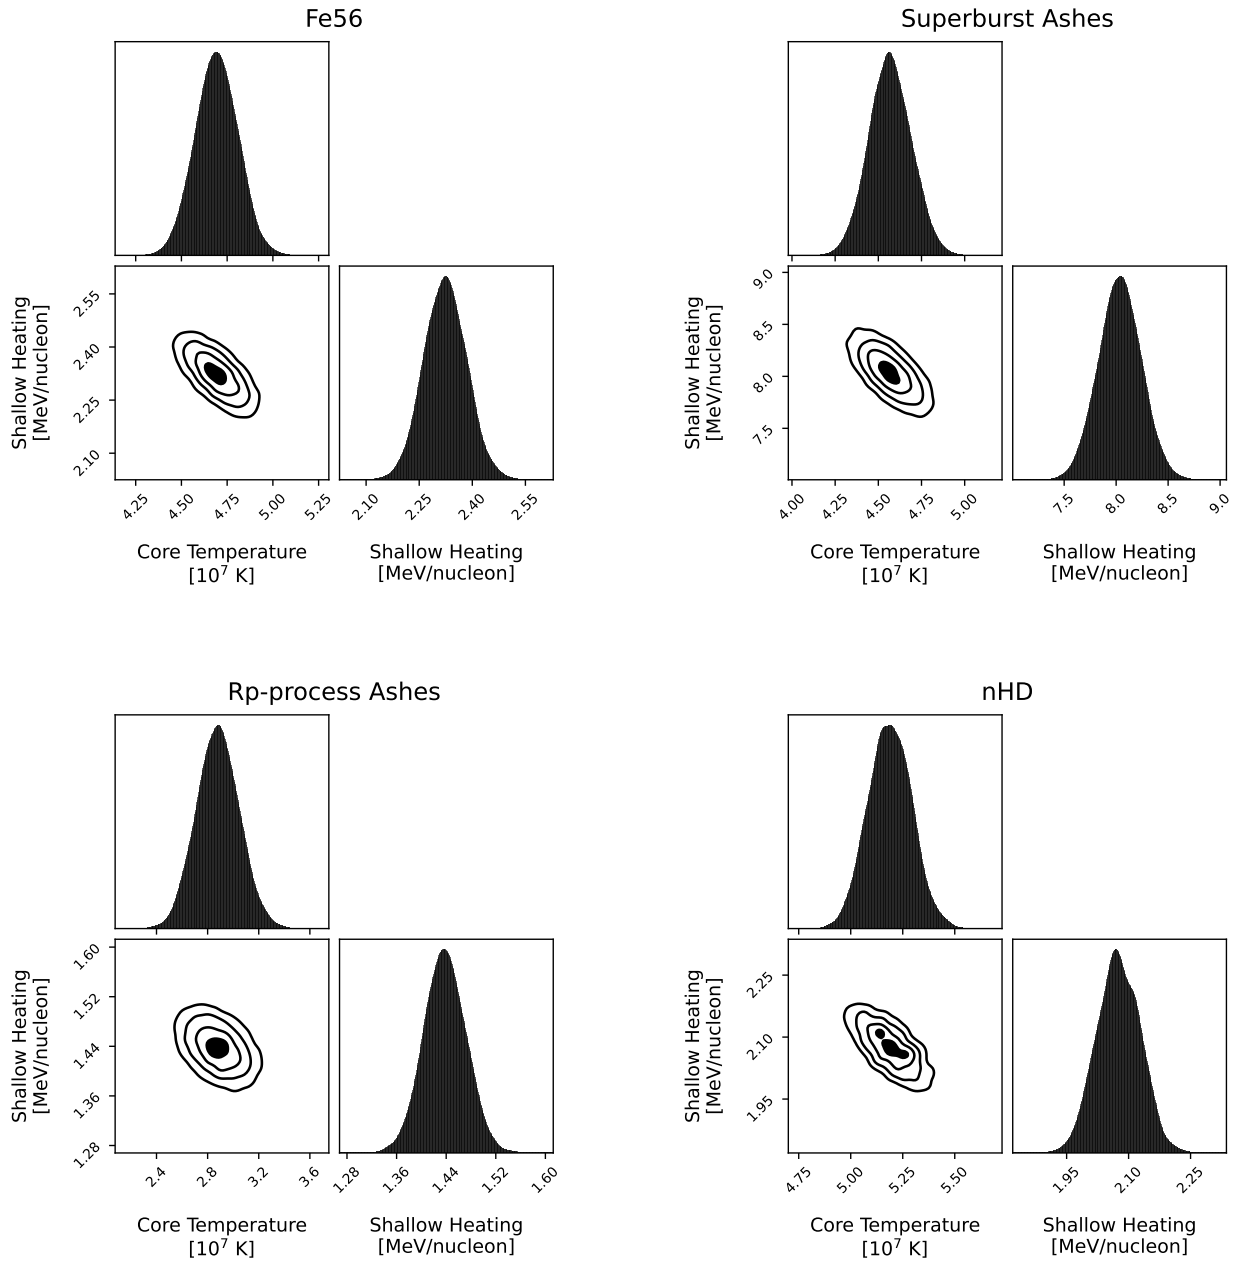 Fe56
Shallow Heating
[MeV/nucleon]
2.55
2.40
2.25
2.10
4.25
4.50
4.75
5.00
5.25
Core Temperature
[10⁷ K]
2.10
2.25
2.40
2.55
Shallow Heating
[MeV/nucleon]
Superburst Ashes
Shallow Heating
[MeV/nucleon]
9.0
8.5
8.0
7.5
4.00
4.25
4.50
4.75
5.00
Core Temperature
[10⁷ K]
7.5
8.0
8.5
9.0
Shallow Heating
[MeV/nucleon]
Rp-process Ashes
Shallow Heating
[MeV/nucleon]
1.60
1.52
1.44
1.36
1.28
2.4
2.8
3.2
3.6
Core Temperature
[10⁷ K]
1.28
1.36
1.44
1.52
1.60
Shallow Heating
[MeV/nucleon]
nHD
Shallow Heating
[MeV/nucleon]
2.25
2.10
1.95
4.75
5.00
5.25
5.50
Core Temperature
[10⁷ K]
1.95
2.10
2.25
Shallow Heating
[MeV/nucleon]